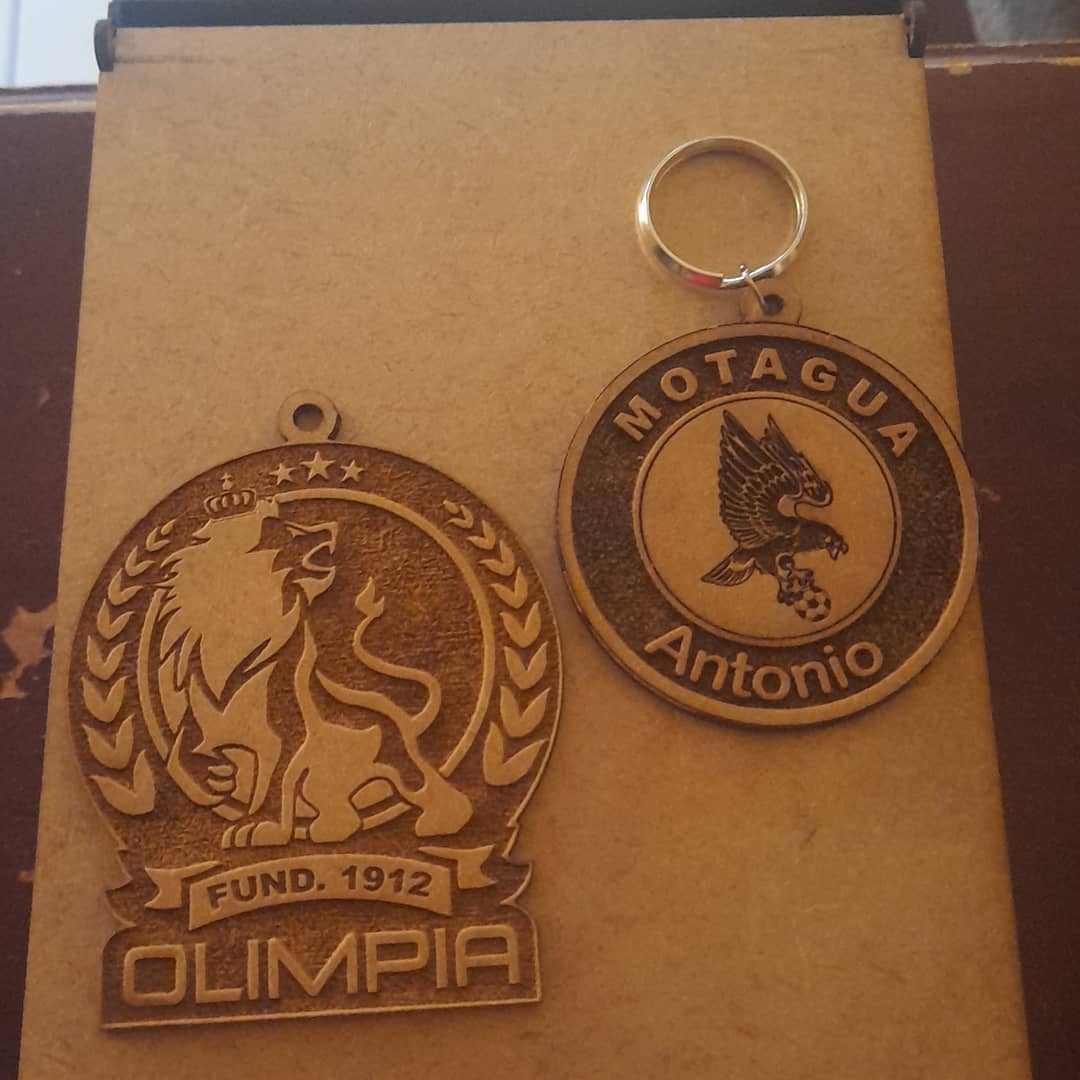 FUND. 1912
OLIMPIA
MOTAGUA
Antonio